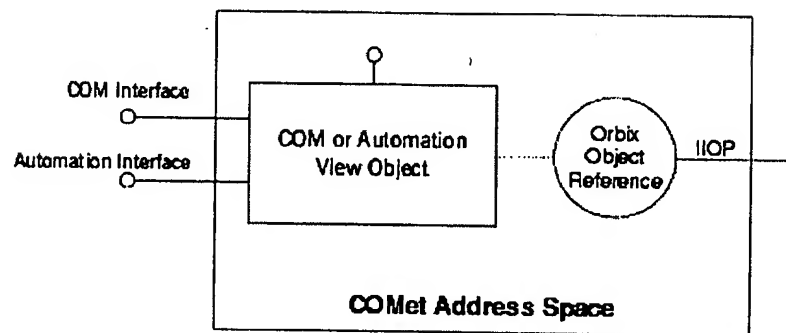 COM Interface
Automation Interface
COM or Automation
View Object
Orbix
Object
Reference
IIOP
COMet Address Space